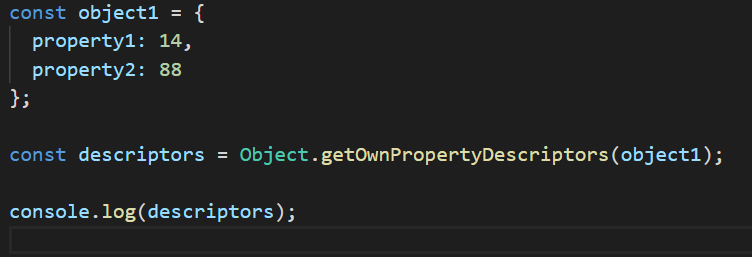 const object1 = {
  property1: 14,
  property2: 88
};

const descriptors = Object.getOwnPropertyDescriptors(object1);

console.log(descriptors);